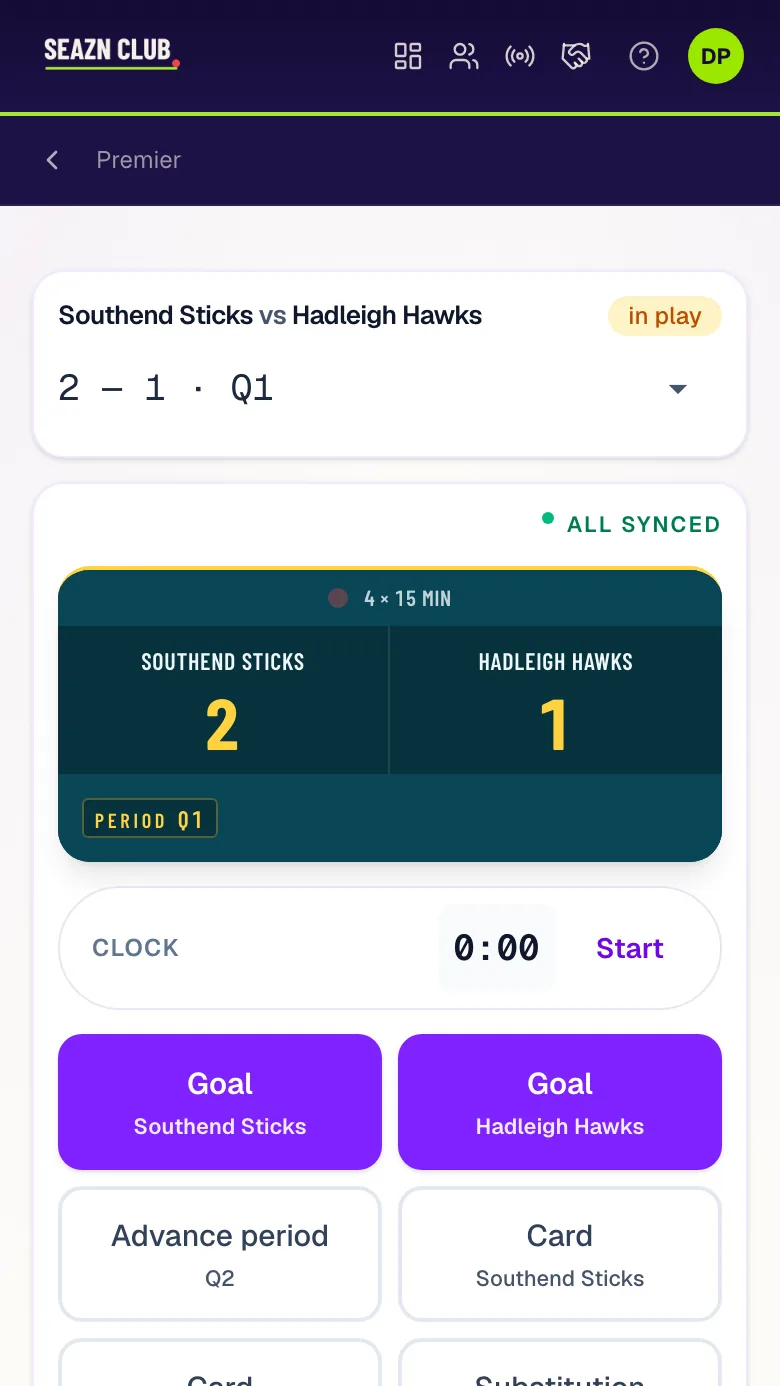 SEAZN CLUB
DP
Premier
Southend Sticks vs Hadleigh Hawks
in play
2 – 1 · Q1
ALL SYNCED
4 × 15 MIN
SOUTHEND STICKS
HADLEIGH HAWKS
2
1
PERIOD Q1
CLOCK
0:00
Start
Goal
Southend Sticks
Goal
Hadleigh Hawks
Advance period
Q2
Card
Southend Sticks
Card
Substitution